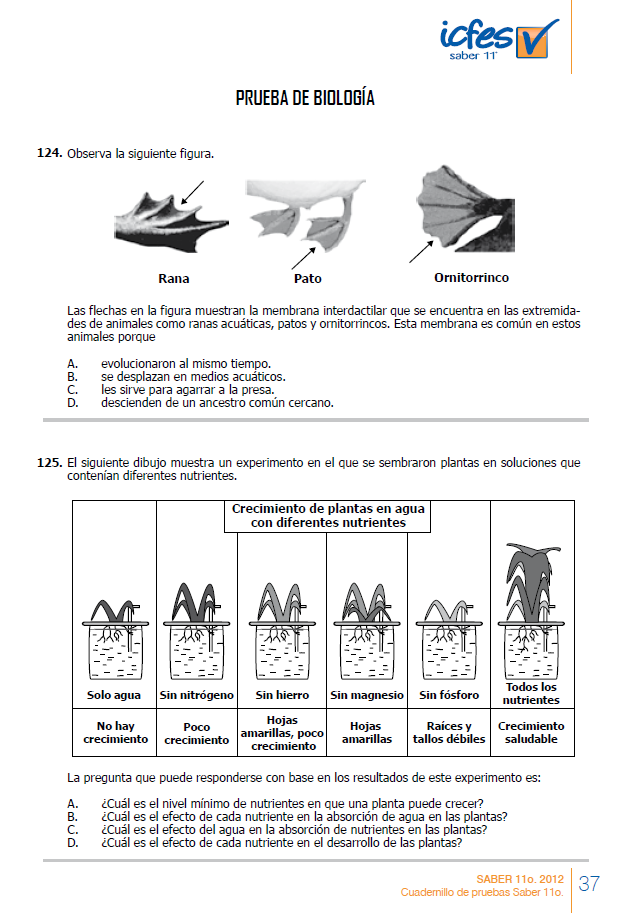 icfes
saber 11°
PRUEBA DE BIOLOGÍA
124. Observa la siguiente figura.
Rana
Pato
Ornitorrinco
Las flechas en la figura muestran la membrana interdactilar que se encuentra en las extremida-
des de animales como ranas acuáticas, patos y ornitorrincos. Esta membrana es común en estos
animales porque
A. evolucionaron al mismo tiempo.
B. se desplazan en medios acuáticos.
C. les sirve para agarrar a la presa.
D. descienden de un ancestro común cercano.
125. El siguiente dibujo muestra un experimento en el que se sembraron plantas en soluciones que
contenían diferentes nutrientes.
Crecimiento de plantas en agua
con diferentes nutrientes
Solo agua
Sin nitrógeno
Sin hierro
Sin magnesio
Sin fósforo
Todos los
nutrientes
No hay
crecimiento
Poco
crecimiento
Hojas
amarillas, poco
crecimiento
Hojas
amarillas
Raíces y
tallos débiles
Crecimiento
saludable
La pregunta que puede responderse con base en los resultados de este experimento es:
A. ¿Cuál es el nivel mínimo de nutrientes en que una planta puede crecer?
B. ¿Cuál es el efecto de cada nutriente en la absorción de agua en las plantas?
C. ¿Cuál es el efecto del agua en la absorción de nutrientes en las plantas?
D. ¿Cuál es el efecto de cada nutriente en el desarrollo de las plantas?
SABER 11o. 2012
Cuadernillo de pruebas Saber 11o.
37